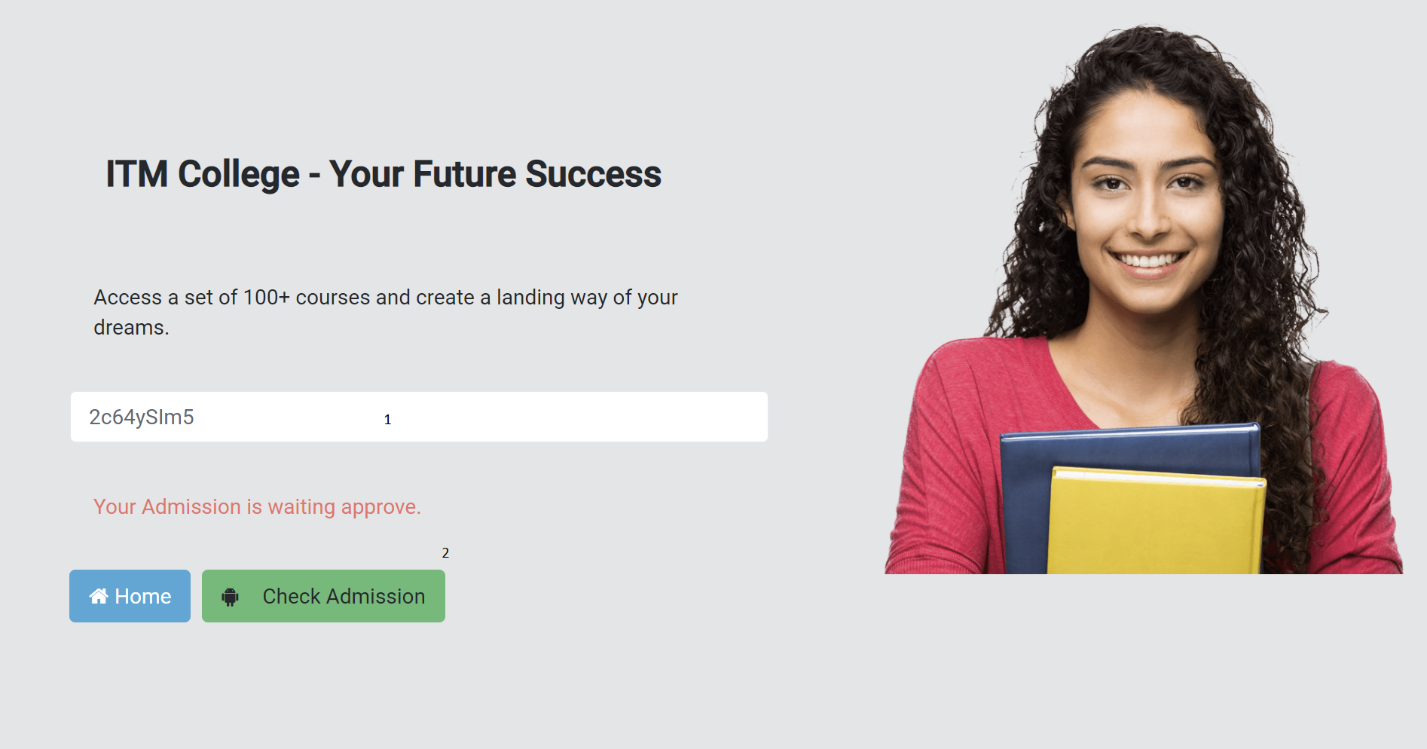 ITM College - Your Future Success
Access a set of 100+ courses and create a landing way of your
dreams.
2c64ySlm5
1
Your Admission is waiting approve.
2
Home
Check Admission